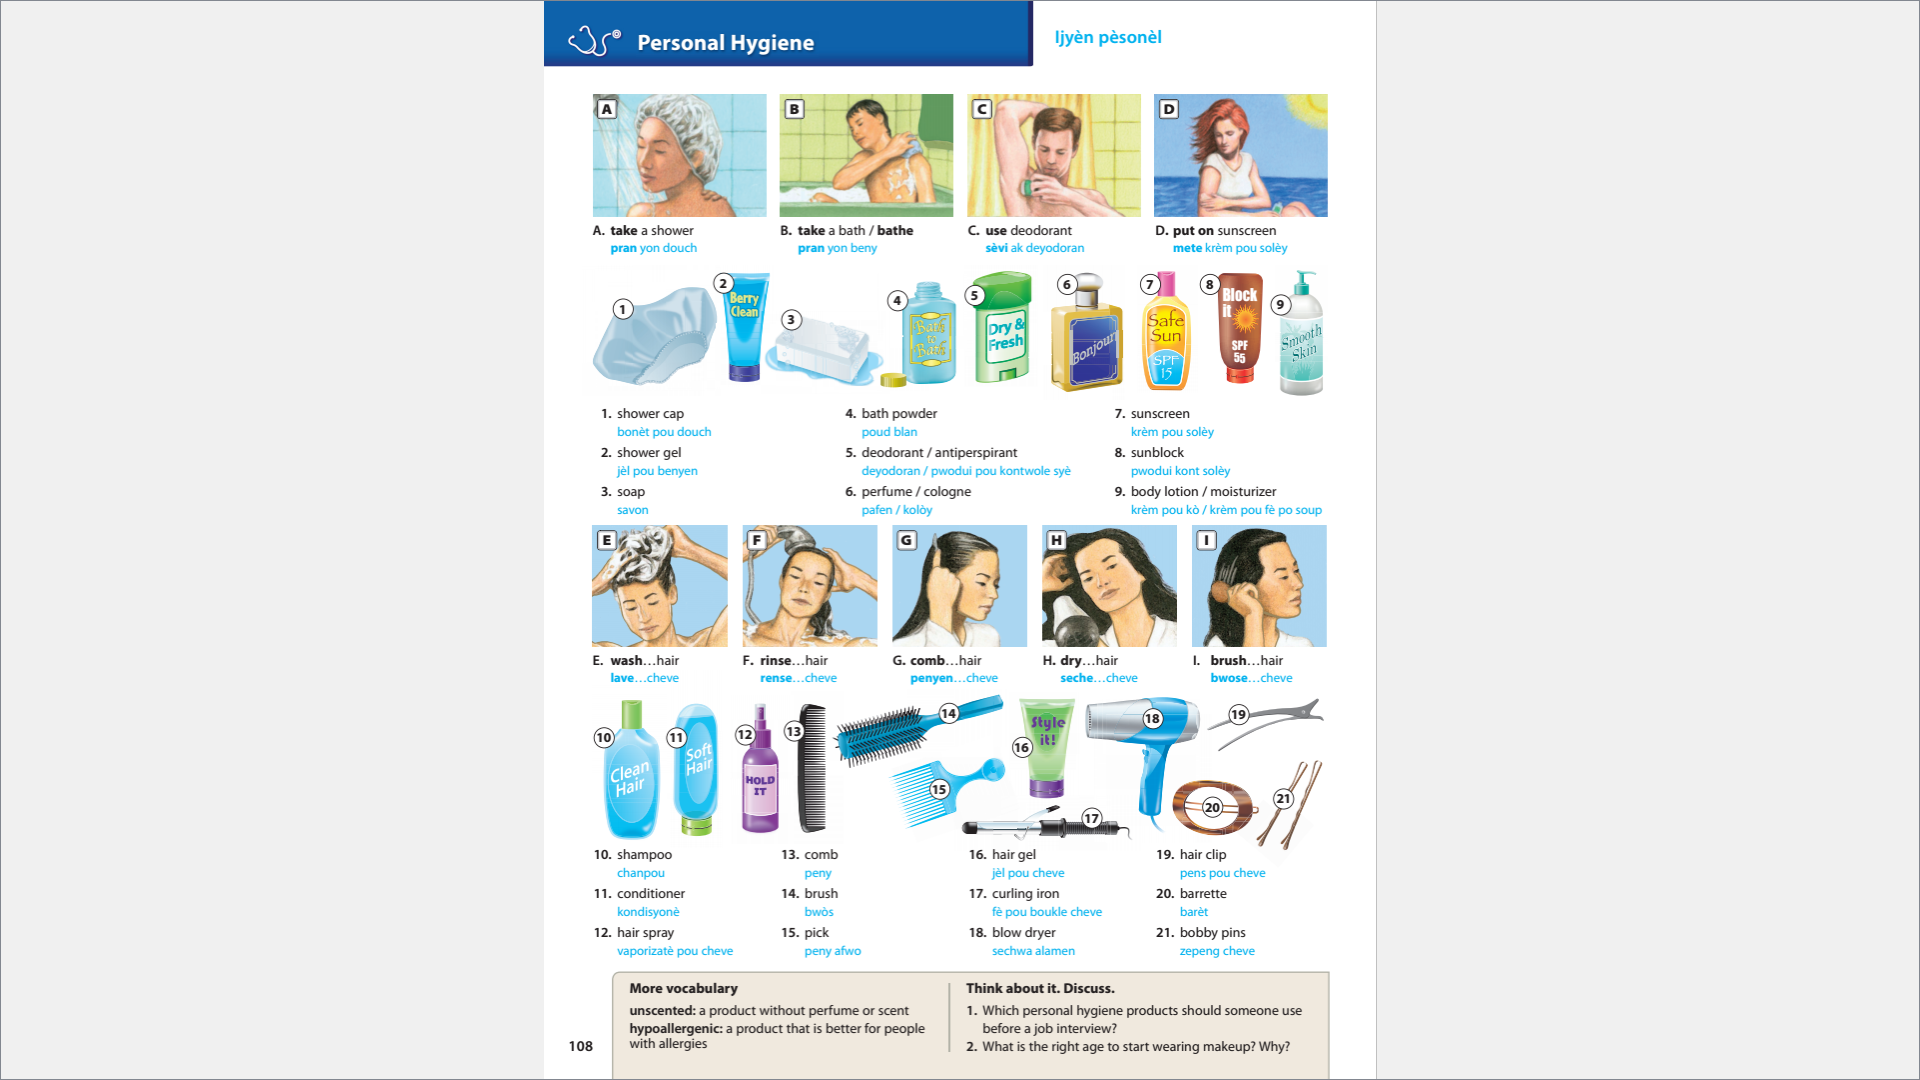 Personal Hygiene
Ijyèn pèsonèl
A
B
C
D
A. take a shower
pran yon douch
B. take a bath / bathe
pran yon beny
C. use deodorant
sèvi ak deyodoran
D. put on sunscreen
mete krèm pou solèy
1
2
Berry
Clean
3
4
Bath
to
Bath
5
Dry &
Fresh
6
Bonjour
7
Safe
Sun
SPF
15
8
Block
it
SPF
55
9
Smooth
Skin
1. shower cap
bonèt pou douch
2. shower gel
jèl pou benyen
3. soap
savon
4. bath powder
poud blan
5. deodorant / antiperspirant
deyodoran / pwodui pou kontwole syè
6. perfume / cologne
pafen / kolòy
7. sunscreen
krèm pou solèy
8. sunblock
pwodui kont solèy
9. body lotion / moisturizer
krèm pou kò / krèm pou fè po soup
E
F
G
H
I
E. wash...hair
lave...cheve
F. rinse...hair
rense...cheve
G. comb...hair
penyen...cheve
H. dry...hair
seche...cheve
I. brush...hair
bwose...cheve
10
Clean
Hair
11
Soft
Hair
12
HOLD
IT
13
14
15
16
Style
it!
17
18
19
20
21
10. shampoo
chanpou
11. conditioner
kondisyonè
12. hair spray
vaporizatè pou cheve
13. comb
peny
14. brush
bwòs
15. pick
peny afwo
16. hair gel
jèl pou cheve
17. curling iron
fè pou boukle cheve
18. blow dryer
sechwa alamen
19. hair clip
pens pou cheve
20. barrette
barèt
21. bobby pins
zepeng cheve
More vocabulary
unscented: a product without perfume or scent
hypoallergenic: a product that is better for people
with allergies
Think about it. Discuss.
1. Which personal hygiene products should someone use
before a job interview?
2. What is the right age to start wearing makeup? Why?
108